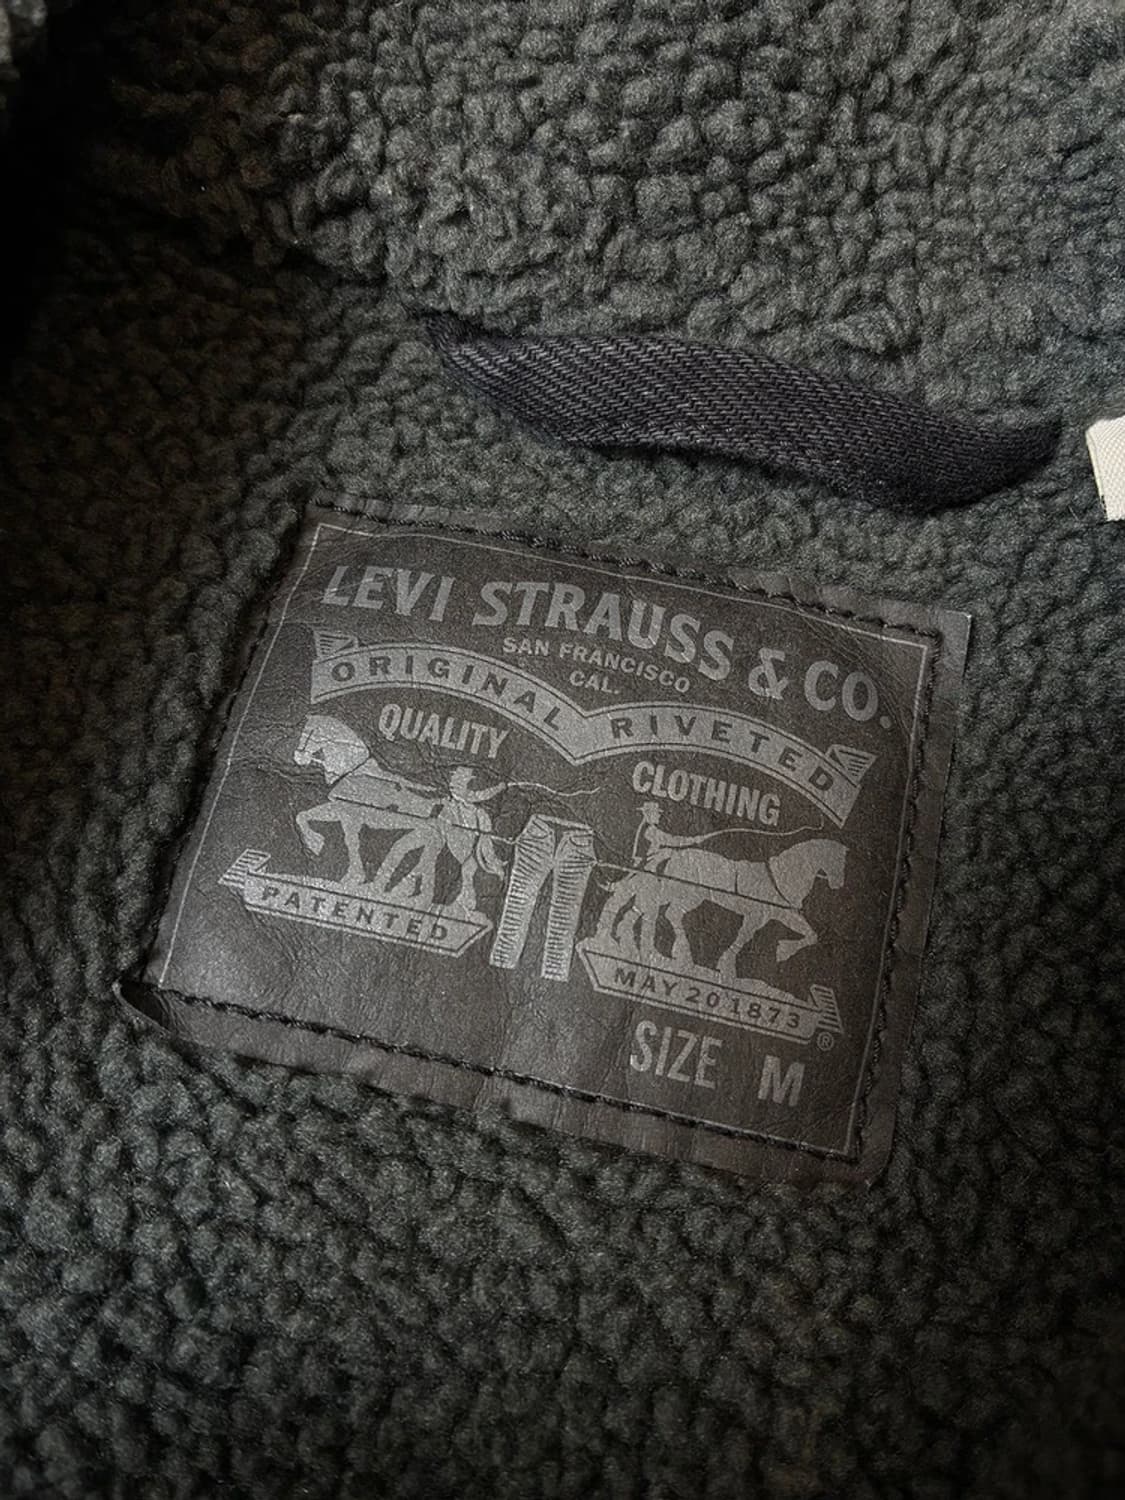 LEVI STRAUSS & CO.
SAN FRANCISCO
CAL.
ORIGINAL RIVETED
QUALITY
CLOTHING
PATENTED
MAY 20 1873
®
SIZE M